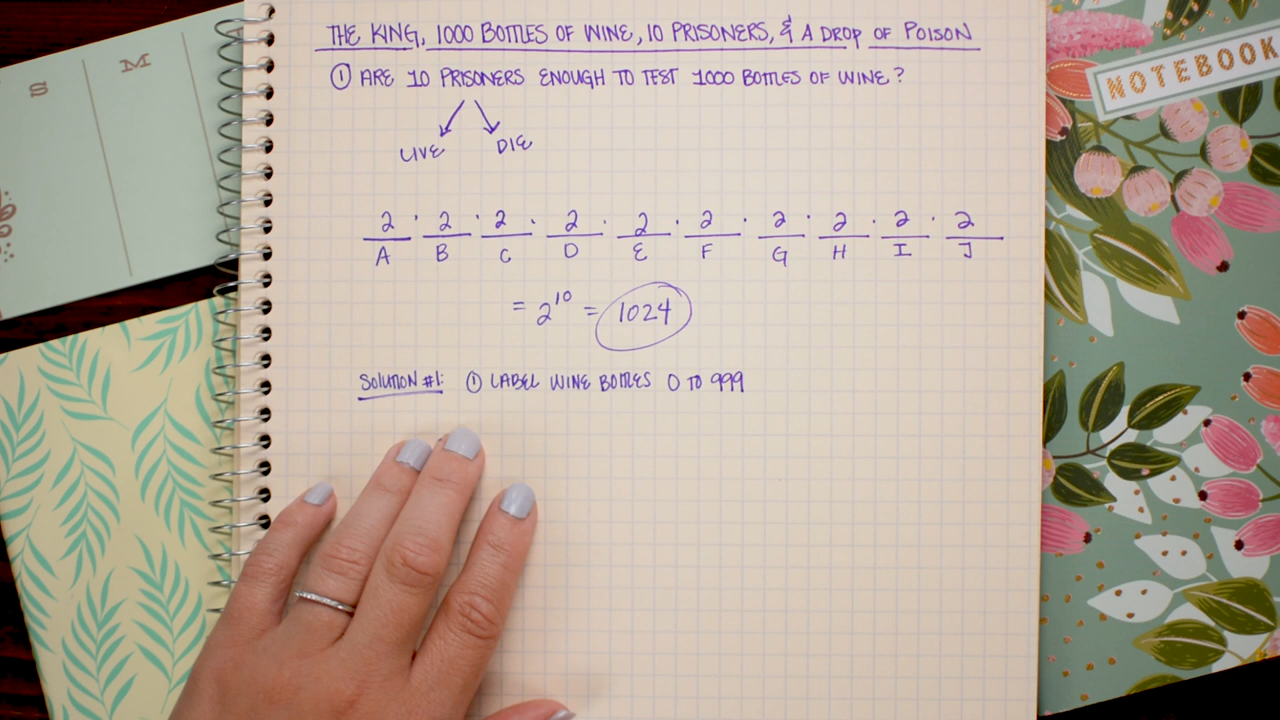 THE KING, 1000 BOTTLES OF WINE, 10 PRISONERS, & A DROP OF POISON
① ARE 10 PRISONERS ENOUGH TO TEST 1000 BOTTLES OF WINE?
LIVE DIE
2 · 2 · 2 · 2 · 2 · 2 · 2 · 2 · 2 · 2
A B C D E F G H I J
= 2¹⁰ = 1024
SOLUTION #1: ① LABEL WINE BOTTLES 0 TO 999
S M
NOTEBOOK